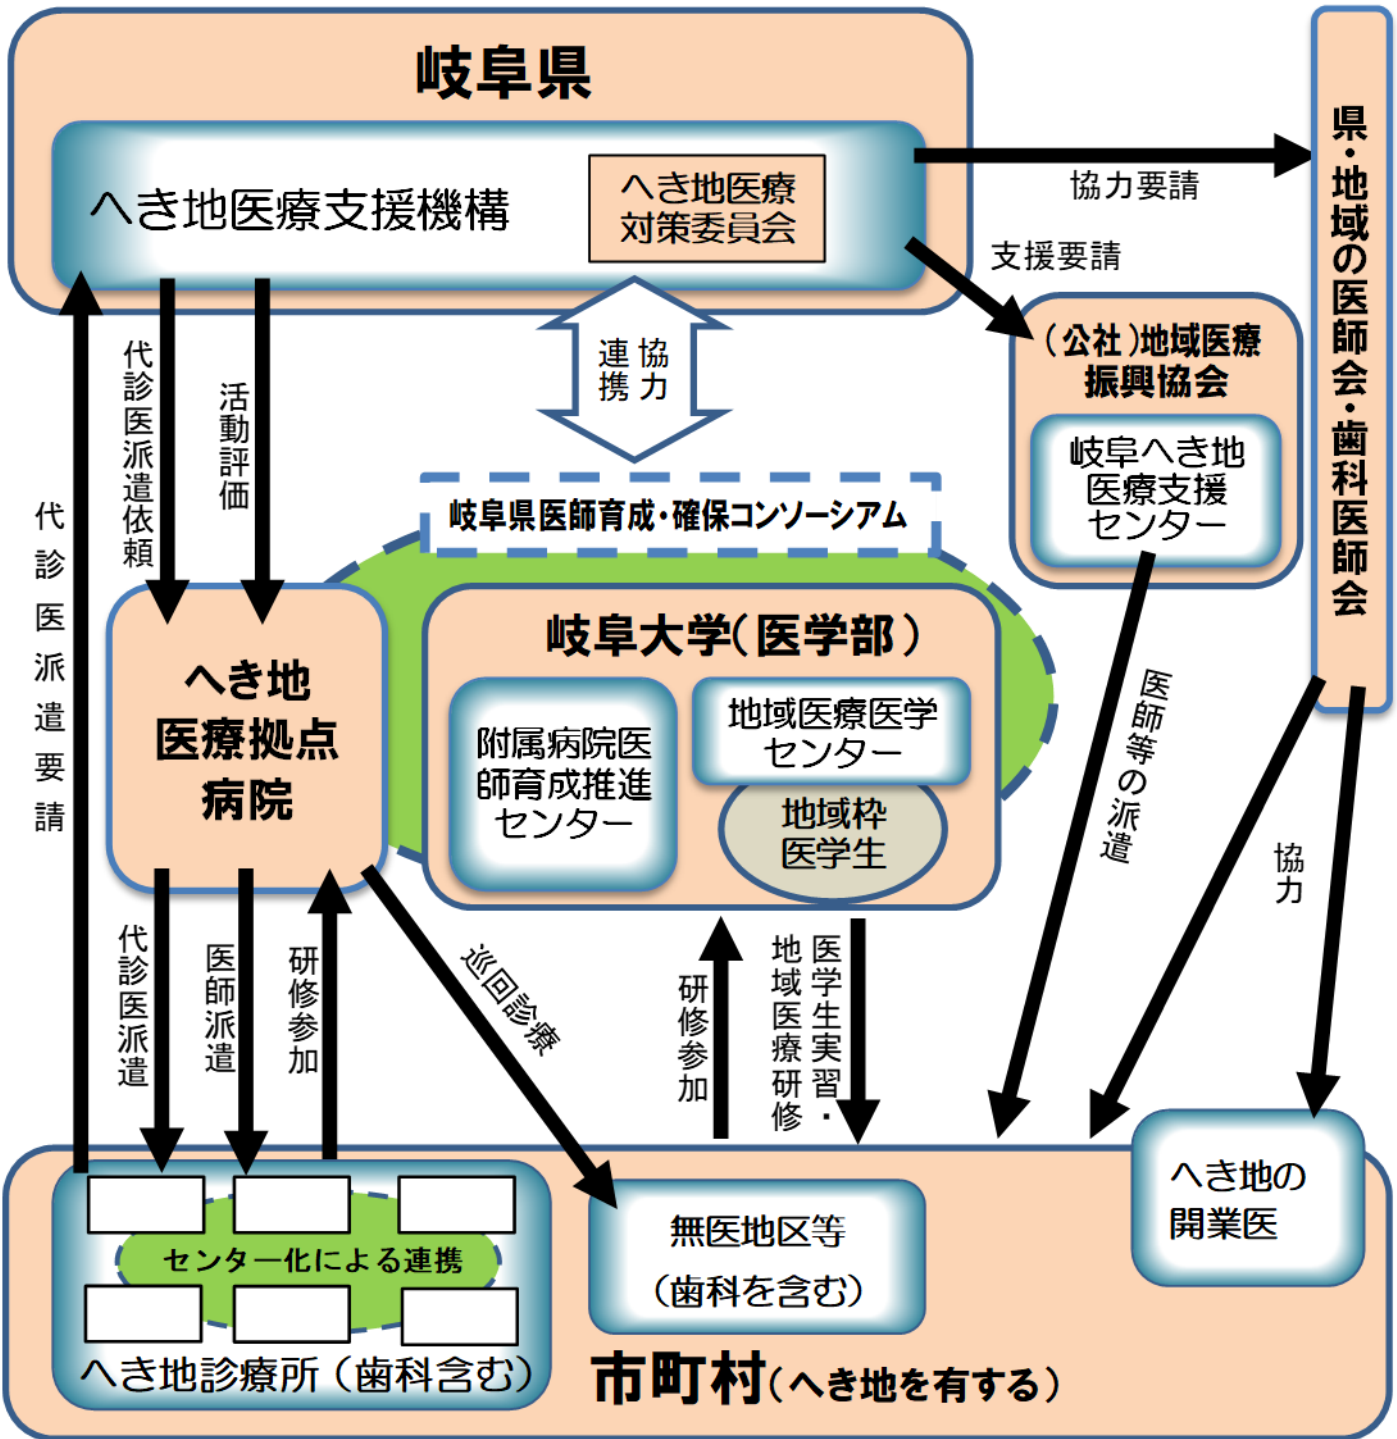 岐阜県
へき地医療支援機構
へき地医療
対策委員会
協力要請
支援要請
県・地域の医師会・歯科医師会
（公社）地域医療
振興協会
岐阜へき地
医療支援
センター
協力
連携
代診医派遣要請
代診医派遣依頼
活動評価
岐阜県医師育成・確保コンソーシアム
へき地
医療拠点
病院
岐阜大学（医学部）
附属病院医
師育成推進
センター
地域医療医学
センター
地域枠
医学生
医師等の派遣
協力
代診医派遣
医師派遣
研修参加
巡回診療
研修参加
医学生実習・
地域医療研修
センター化による連携
へき地診療所（歯科含む）
無医地区等
（歯科を含む）
へき地の
開業医
市町村（へき地を有する）